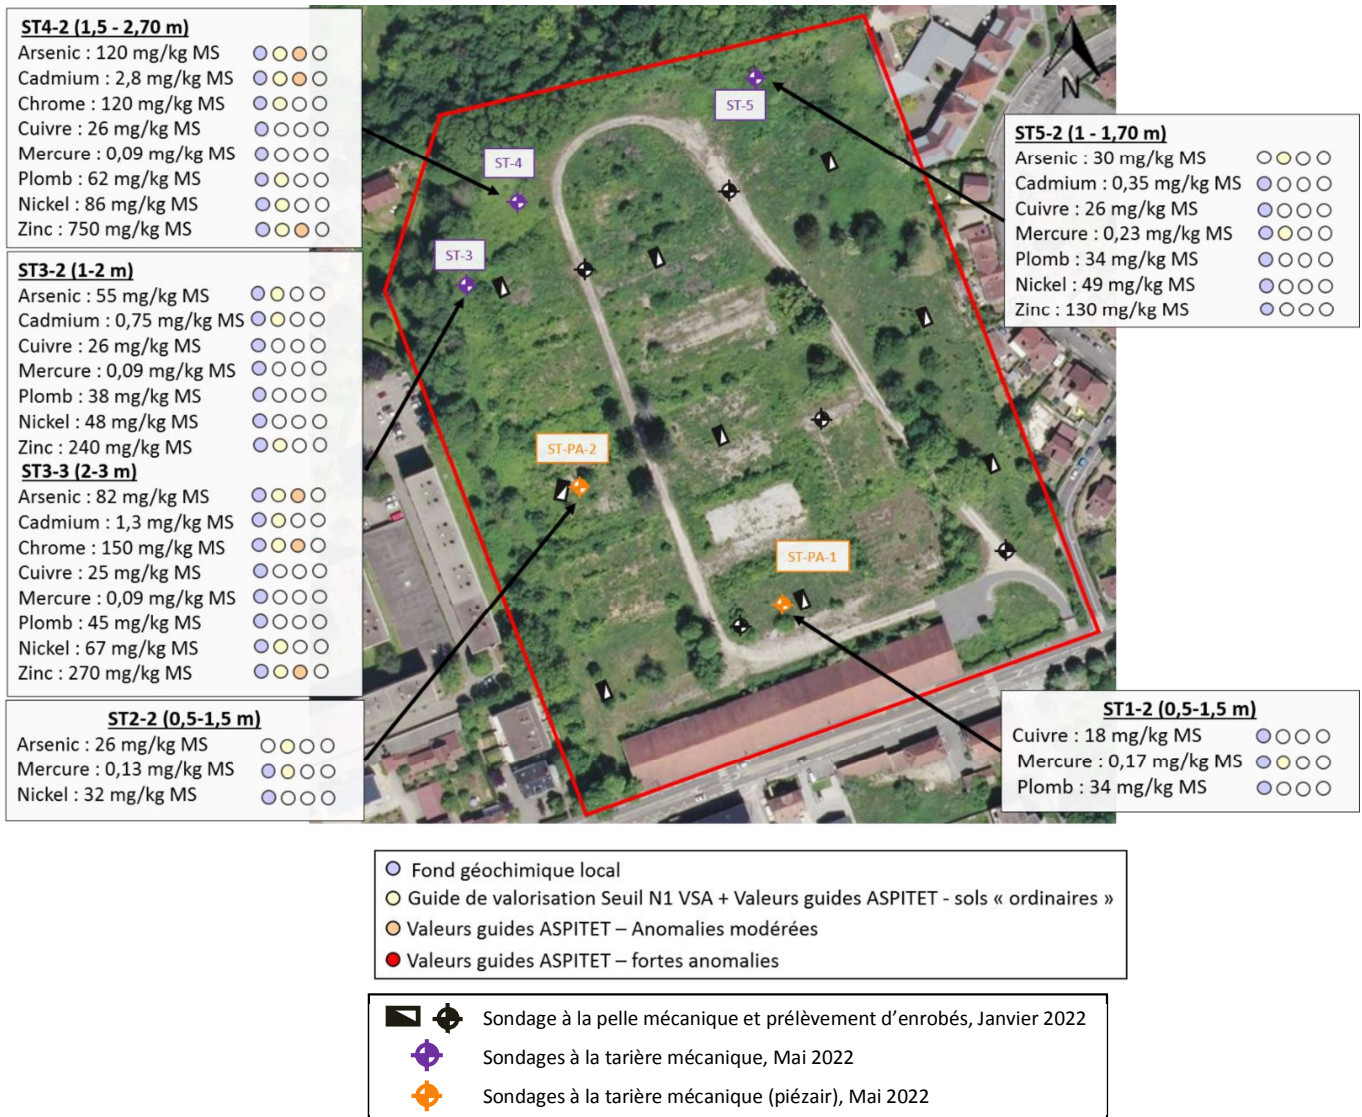 ST4-2 (1,5 - 2,70 m)
Arsenic : 120 mg/kg MS
Cadmium : 2,8 mg/kg MS
Chrome : 120 mg/kg MS
Cuivre : 26 mg/kg MS
Mercure : 0,09 mg/kg MS
Plomb : 62 mg/kg MS
Nickel : 86 mg/kg MS
Zinc : 750 mg/kg MS
ST3-2 (1-2 m)
Arsenic : 55 mg/kg MS
Cadmium : 0,75 mg/kg MS
Cuivre : 26 mg/kg MS
Mercure : 0,09 mg/kg MS
Plomb : 38 mg/kg MS
Nickel : 48 mg/kg MS
Zinc : 240 mg/kg MS
ST3-3 (2-3 m)
Arsenic : 82 mg/kg MS
Cadmium : 1,3 mg/kg MS
Chrome : 150 mg/kg MS
Cuivre : 25 mg/kg MS
Mercure : 0,09 mg/kg MS
Plomb : 45 mg/kg MS
Nickel : 67 mg/kg MS
Zinc : 270 mg/kg MS
ST2-2 (0,5-1,5 m)
Arsenic : 26 mg/kg MS
Mercure : 0,13 mg/kg MS
Nickel : 32 mg/kg MS
ST-5
ST-4
ST-3
ST-PA-2
ST-PA-1
N
ST5-2 (1 - 1,70 m)
Arsenic : 30 mg/kg MS
Cadmium : 0,35 mg/kg MS
Cuivre : 26 mg/kg MS
Mercure : 0,23 mg/kg MS
Plomb : 34 mg/kg MS
Nickel : 49 mg/kg MS
Zinc : 130 mg/kg MS
ST1-2 (0,5-1,5 m)
Cuivre : 18 mg/kg MS
Mercure : 0,17 mg/kg MS
Plomb : 34 mg/kg MS
Fond géochimique local
Guide de valorisation Seuil N1 VSA + Valeurs guides ASPITET - sols « ordinaires »
Valeurs guides ASPITET – Anomalies modérées
Valeurs guides ASPITET – fortes anomalies
Sondage à la pelle mécanique et prélèvement d'enrobés, Janvier 2022
Sondages à la tarière mécanique, Mai 2022
Sondages à la tarière mécanique (piézair), Mai 2022